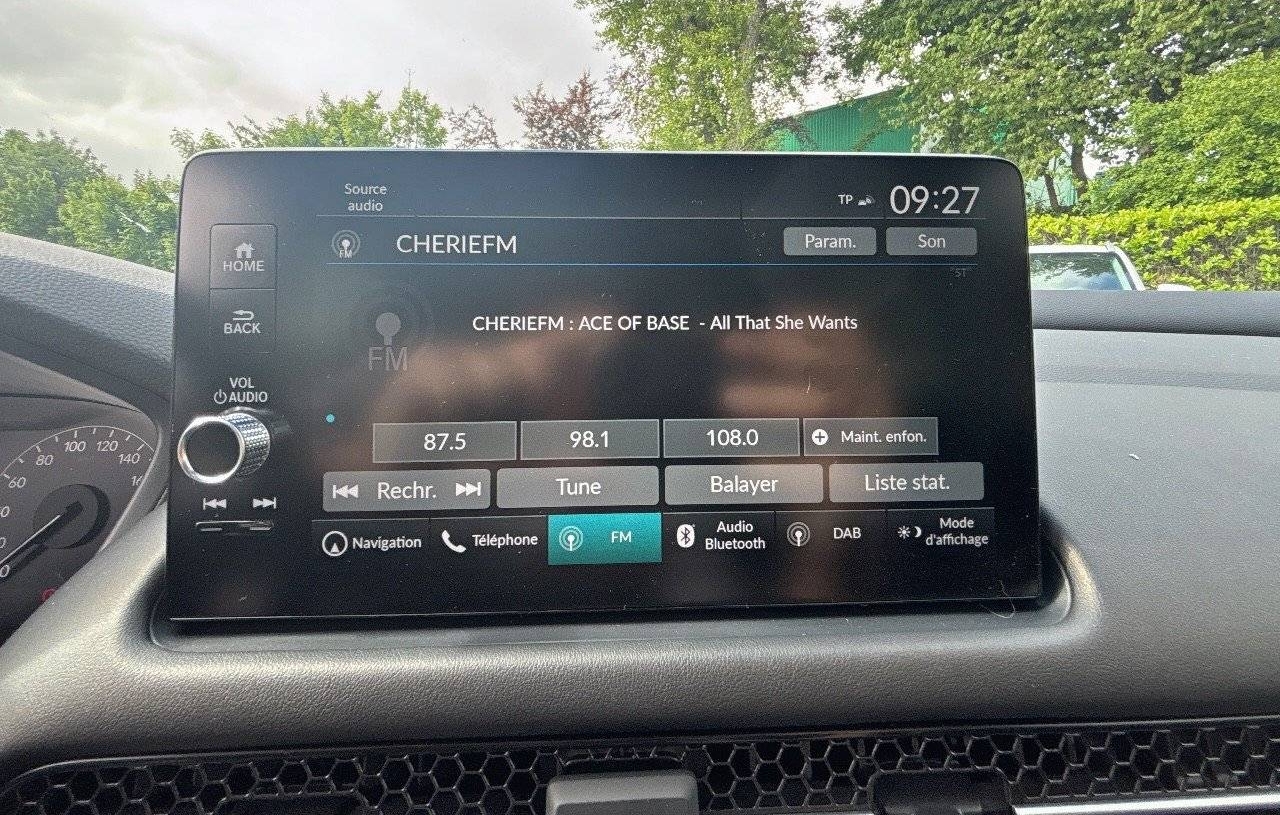 Source
audio
TP
09:27
HOME
FM
CHERIEFM
Param.
Son
ST
BACK
CHERIEFM : ACE OF BASE - All That She Wants
FM
VOL
AUDIO
87.5
98.1
108.0
Maint. enfon.
Rechr.
Tune
Balayer
Liste stat.
Navigation
Téléphone
FM
Audio
Bluetooth
DAB
Mode
d'affichage
60
80
100
120
140